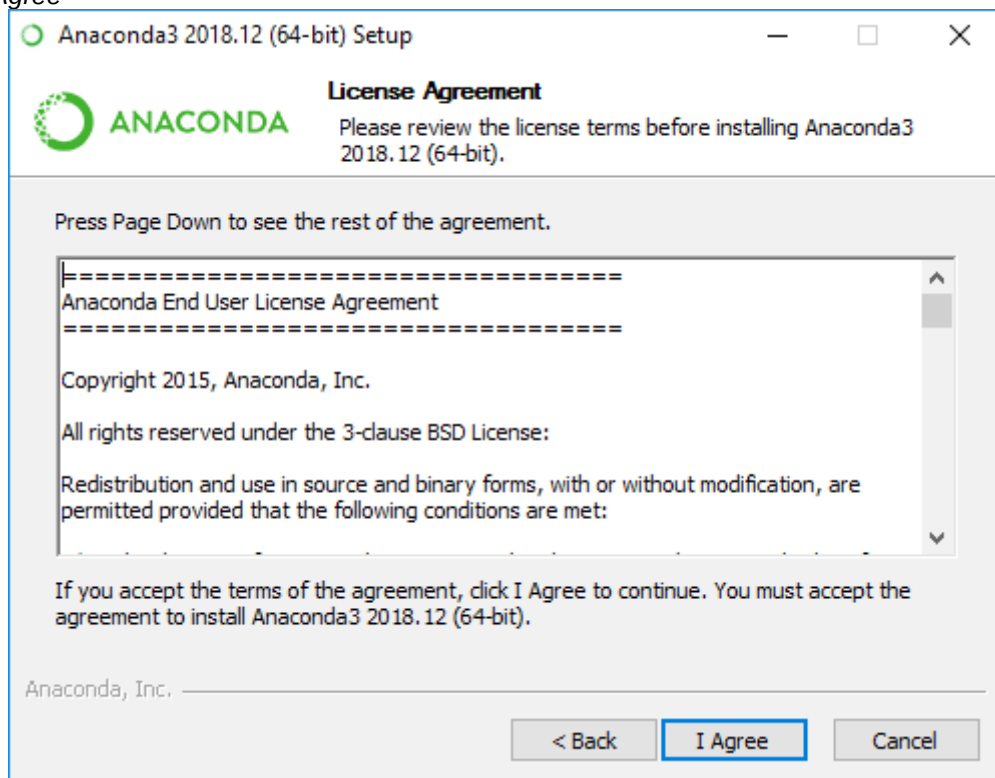 Agree
Anaconda3 2018.12 (64-bit) Setup
ANACONDA
License Agreement
Please review the license terms before installing Anaconda3
2018.12 (64-bit).
Press Page Down to see the rest of the agreement.
===================================
Anaconda End User License Agreement
===================================
Copyright 2015, Anaconda, Inc.
All rights reserved under the 3-clause BSD License:
Redistribution and use in source and binary forms, with or without modification, are
permitted provided that the following conditions are met:
If you accept the terms of the agreement, click I Agree to continue. You must accept the
agreement to install Anaconda3 2018.12 (64-bit).
Anaconda, Inc.
< Back
I Agree
Cancel